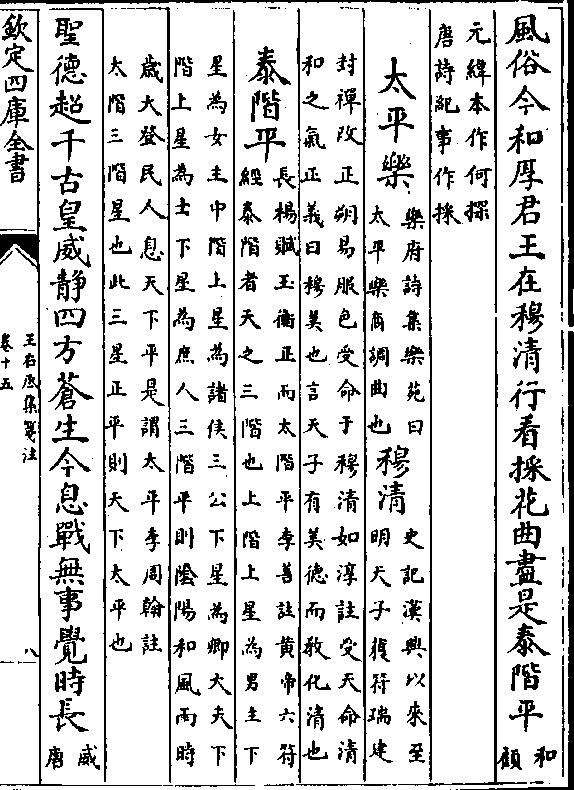 風俗今和厚君王在穆清行看採花曲盡是泰階平 和
顧
元緯本作何探
唐詩紀事作採
太平樂 樂府詩集樂苑曰
太平樂商調曲也 穆清 史記漢興以來至
明天子獲符瑞建
封禪改正朔易服色受命于穆清如淳註受天命清
和之氣正義曰穆美也言天子有美德而敎化清也
泰階平 長楊賦玉衡正而太階平李善註黃帝六符
經泰階者天之三階也上階上星為男主下
星為女主中階上星為諸侯三公下星為卿大夫下
階上星為士下星為庶人三階平則陰陽和風雨時
歲大登民人息天下平是謂太平李周翰註
太階三階星也此三星正平則天下太平也
聖德超千古皇威靜四方蒼生今息戰無事覺時長 威
唐
欽定四庫全書
王右丞集箋注
卷十五
八